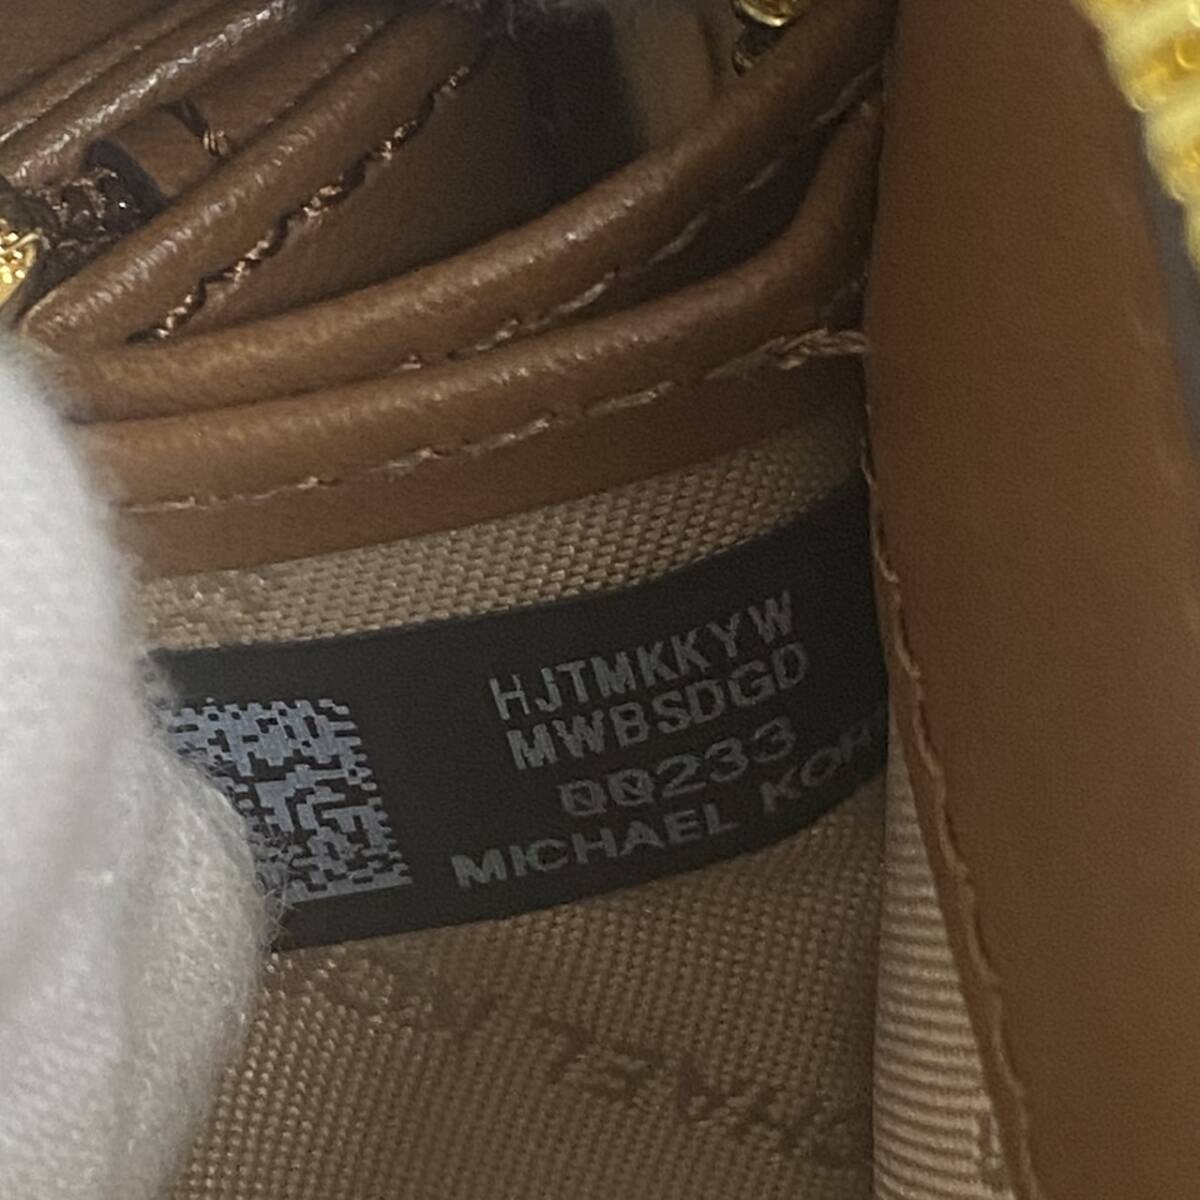 HJTMKKYW
MWBSDGD
00233
MICHAEL KOR